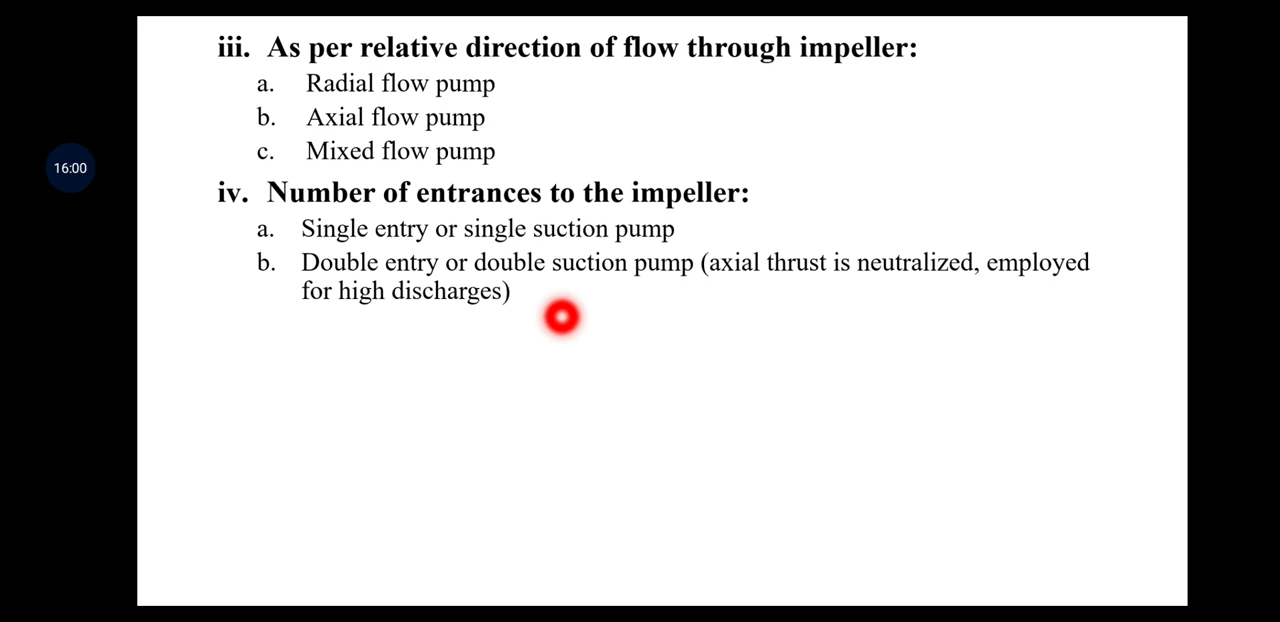 iii. As per relative direction of flow through impeller:
a. Radial flow pump
b. Axial flow pump
c. Mixed flow pump
16:00
iv. Number of entrances to the impeller:
a. Single entry or single suction pump
b. Double entry or double suction pump (axial thrust is neutralized, employed
for high discharges)